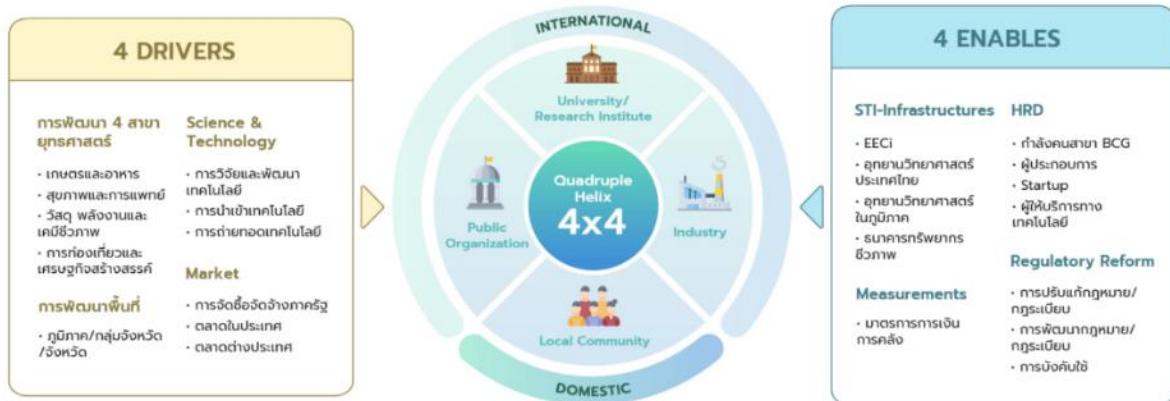 4 DRIVERS
การพัฒนา 4 สาขา
ยุทธศาสตร์
• เกษตรและอาหาร
• สุขภาพและการแพทย์
• วัสดุ พลังงานและ
เคมีชีวภาพ
• การท่องเที่ยวและ
เศรษฐกิจสร้างสรรค์
การพัฒนาพื้นที่
• ภูมิภาค/กลุ่มจังหวัด
/จังหวัด
Science &
Technology
• การวิจัยและพัฒนา
เทคโนโลยี
• การนำเข้าเทคโนโลยี
• การถ่ายทอดเทคโนโลยี
Market
• การจัดซื้อจัดจ้างภาครัฐ
• ตลาดในประเทศ
• ตลาดต่างประเทศ
INTERNATIONAL
University/
Research Institute
Public
Organization
Quadruple
Helix
4x4
Industry
Local Community
DOMESTIC
4 ENABLES
STI-Infrastructures
• EECi
• อุทยานวิทยาศาสตร์
ประเทศไทย
• อุทยานวิทยาศาสตร์
ในภูมิภาค
• ธนาคารทรัพยากร
ชีวภาพ
Measurements
• มาตรการการเงิน
การคลัง
HRD
• กำลังคนสาขา BCG
• ผู้ประกอบการ
• Startup
• ผู้ให้บริการทาง
เทคโนโลยี
Regulatory Reform
• การปรับแก้กฎหมาย/
กฎระเบียบ
• การพัฒนากฎหมาย/
กฎระเบียบ
• การบังคับใช้